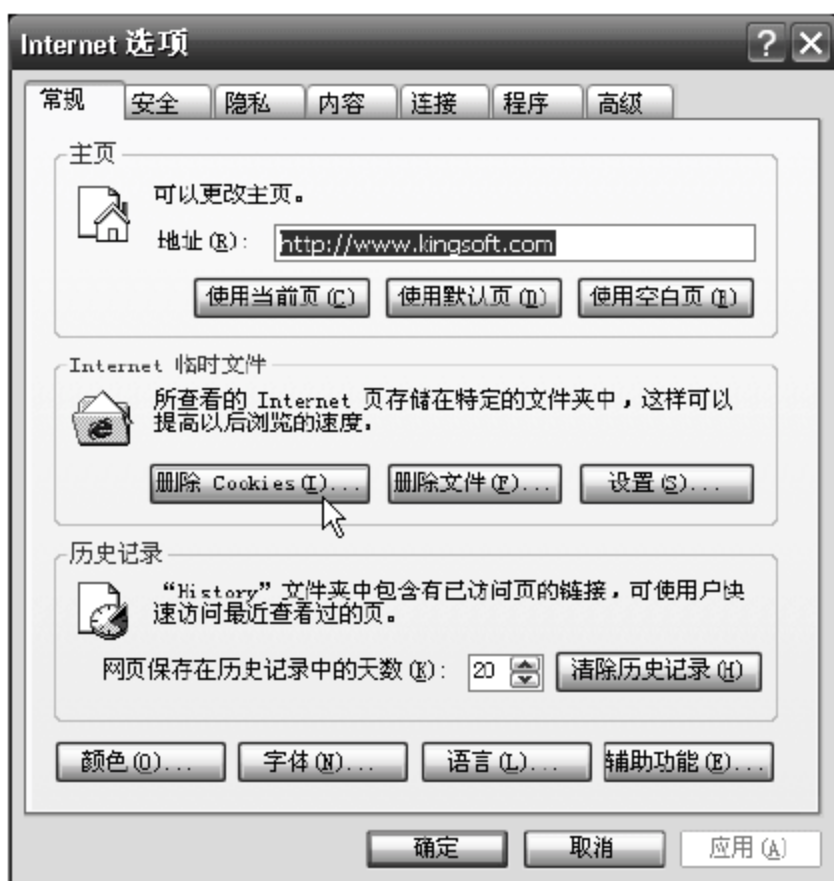 Internet 选项
常规 安全 隐私 内容 连接 程序 高级
主页
可以更改主页。
地址(R): http://www.kingsoft.com
使用当前页(C) 使用默认页(D) 使用空白页(B)
Internet 临时文件
所查看的 Internet 页存储在特定的文件夹中，这样可以
提高以后浏览的速度。
删除 Cookies(I)... 删除文件(F)... 设置(S)...
历史记录
“History”文件夹中包含有已访问页的链接，可使用户快
速访问最近查看过的页。
网页保存在历史记录中的天数(K): 20 清除历史记录(H)
颜色(O)... 字体(N)... 语言(L)... 辅助功能(E)...
确定 取消 应用(A)